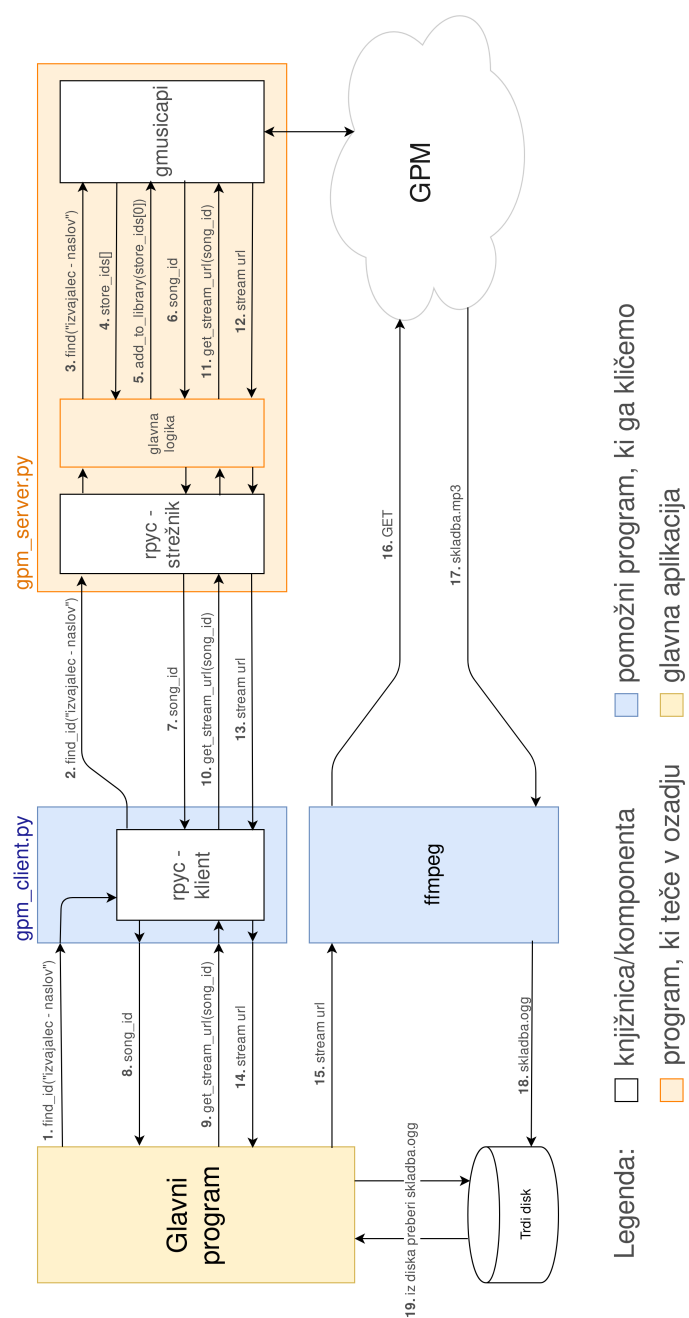 gpm_client.py
gpm_server.py
1. find_id("izvajalec - naslov")
2. find_id("izvajalec - naslov")
3. find("izvajalec - naslov")
4. store_ids[]
5. add_to_library(store_ids[0])
6. song_id
7. song_id
8. song_id
9. get_stream_url(song_id)
10. get_stream_url(song_id)
11. get_stream_url(song_id)
12. stream url
13. stream url
14. stream url
Glavni
program
rpyc -
klient
rpyc -
strežnik
glavna
logika
gmusicapi
15. stream url
ffmpeg
16. GET
17. skladba.mp3
GPM
18. skladba.ogg
19. iz diska preberi skladba.ogg
Trdi disk
Legenda:
knjižnica/komponenta
pomožni program, ki ga kličemo
program, ki teče v ozadju
glavna aplikacija